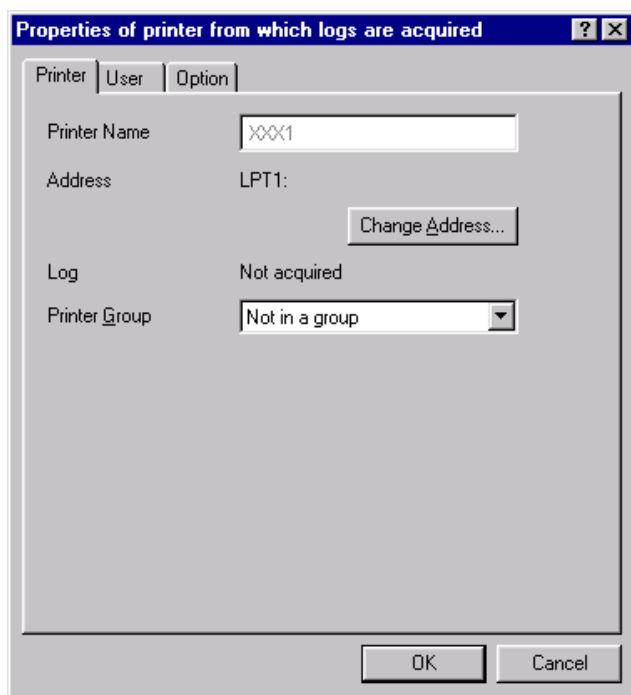 Properties of printer from which logs are acquired
Printer User Option
Printer Name XXX1
Address LPT1:
Change Address...
Log Not acquired
Printer Group Not in a group
OK Cancel